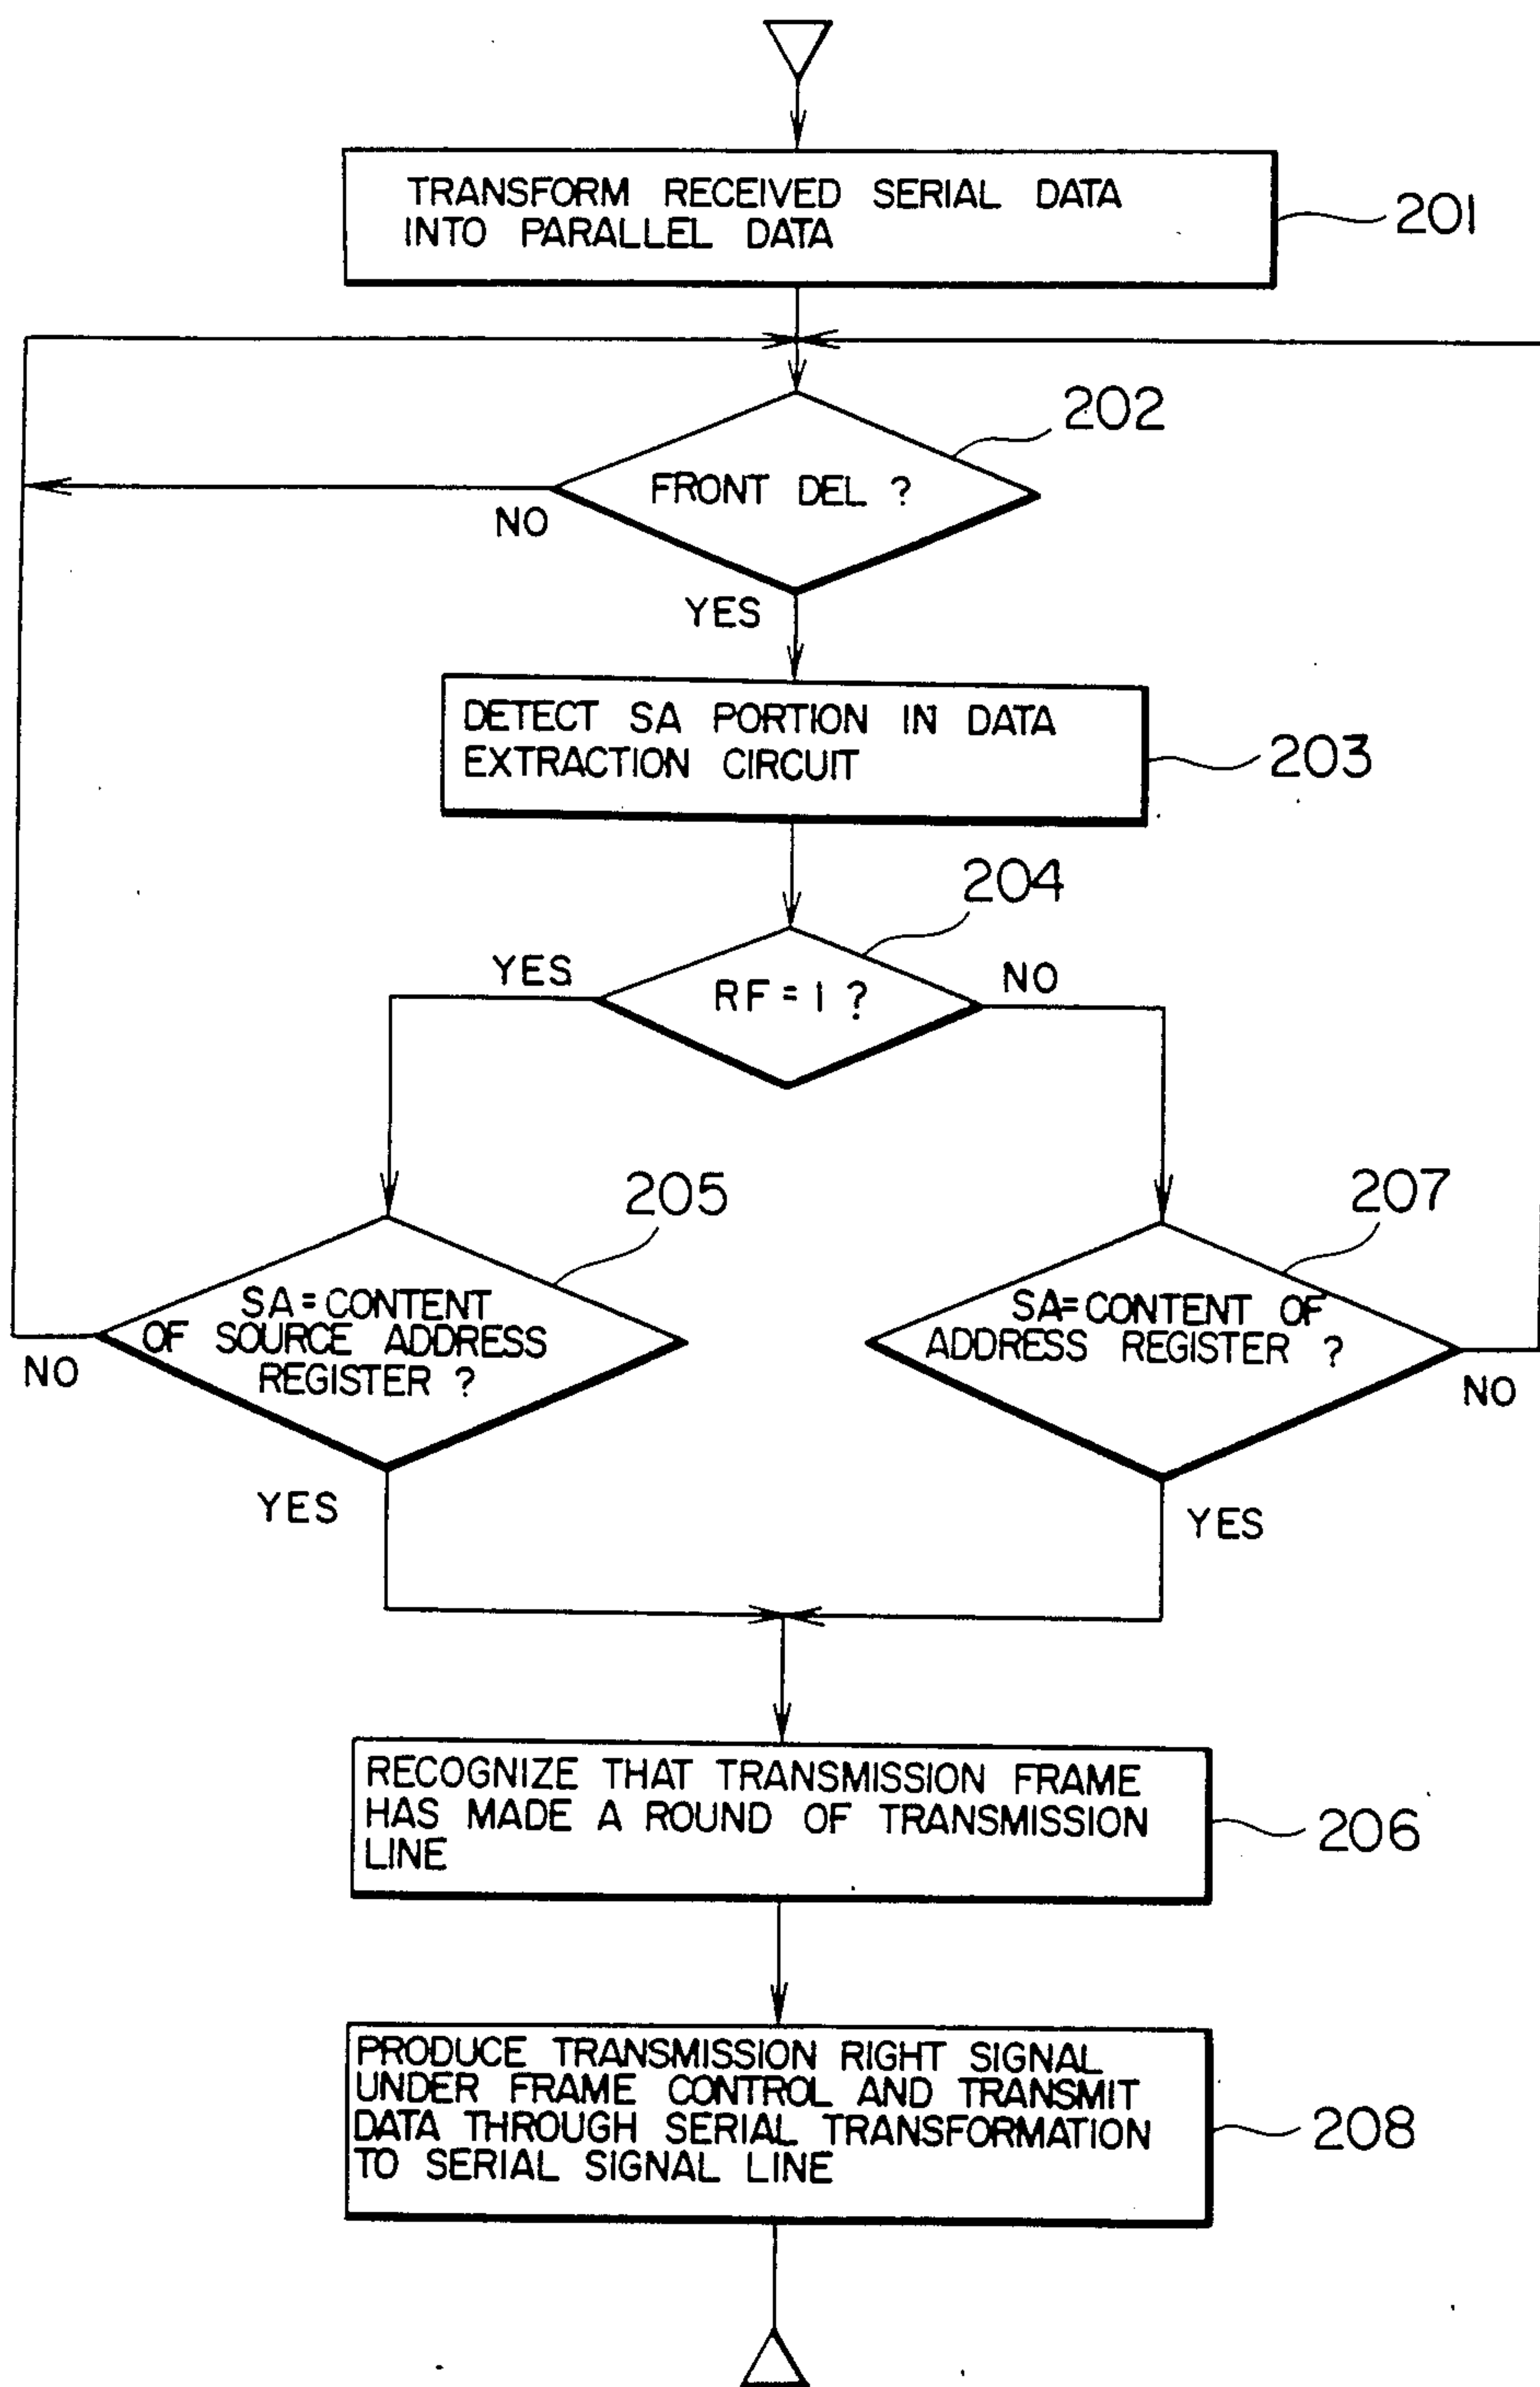 TRANSFORM RECEIVED SERIAL DATA
INTO PARALLEL DATA
201
202
FRONT DEL ?
NO
YES
DETECT SA PORTION IN DATA
EXTRACTION CIRCUIT
203
204
YES
RF = 1 ?
NO
205
SA = CONTENT
OF SOURCE ADDRESS
REGISTER ?
NO
YES
207
SA = CONTENT OF
ADDRESS REGISTER ?
NO
YES
RECOGNIZE THAT TRANSMISSION FRAME
HAS MADE A ROUND OF TRANSMISSION
LINE
206
PRODUCE TRANSMISSION RIGHT SIGNAL
UNDER FRAME CONTROL AND TRANSMIT
DATA THROUGH SERIAL TRANSFORMATION
TO SERIAL SIGNAL LINE
208